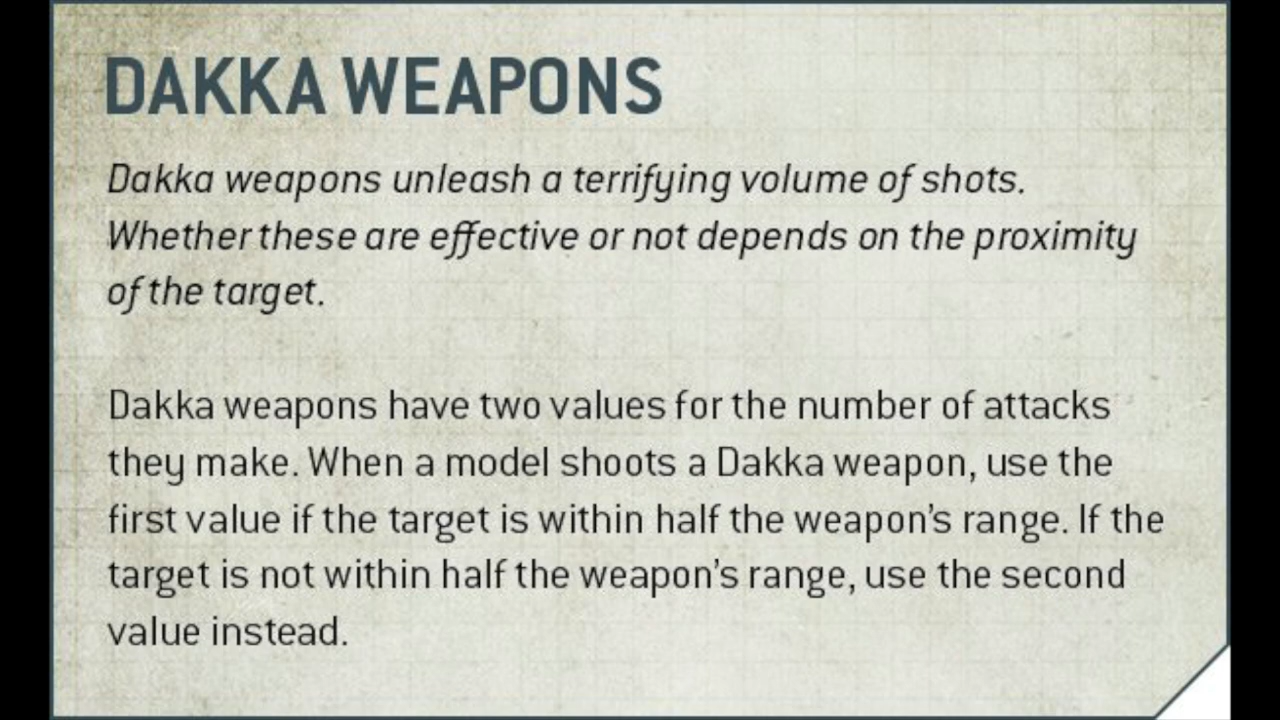 DAKKA WEAPONS
Dakka weapons unleash a terrifying volume of shots.
Whether these are effective or not depends on the proximity
of the target.
Dakka weapons have two values for the number of attacks
they make. When a model shoots a Dakka weapon, use the
first value if the target is within half the weapon’s range. If the
target is not within half the weapon’s range, use the second
value instead.